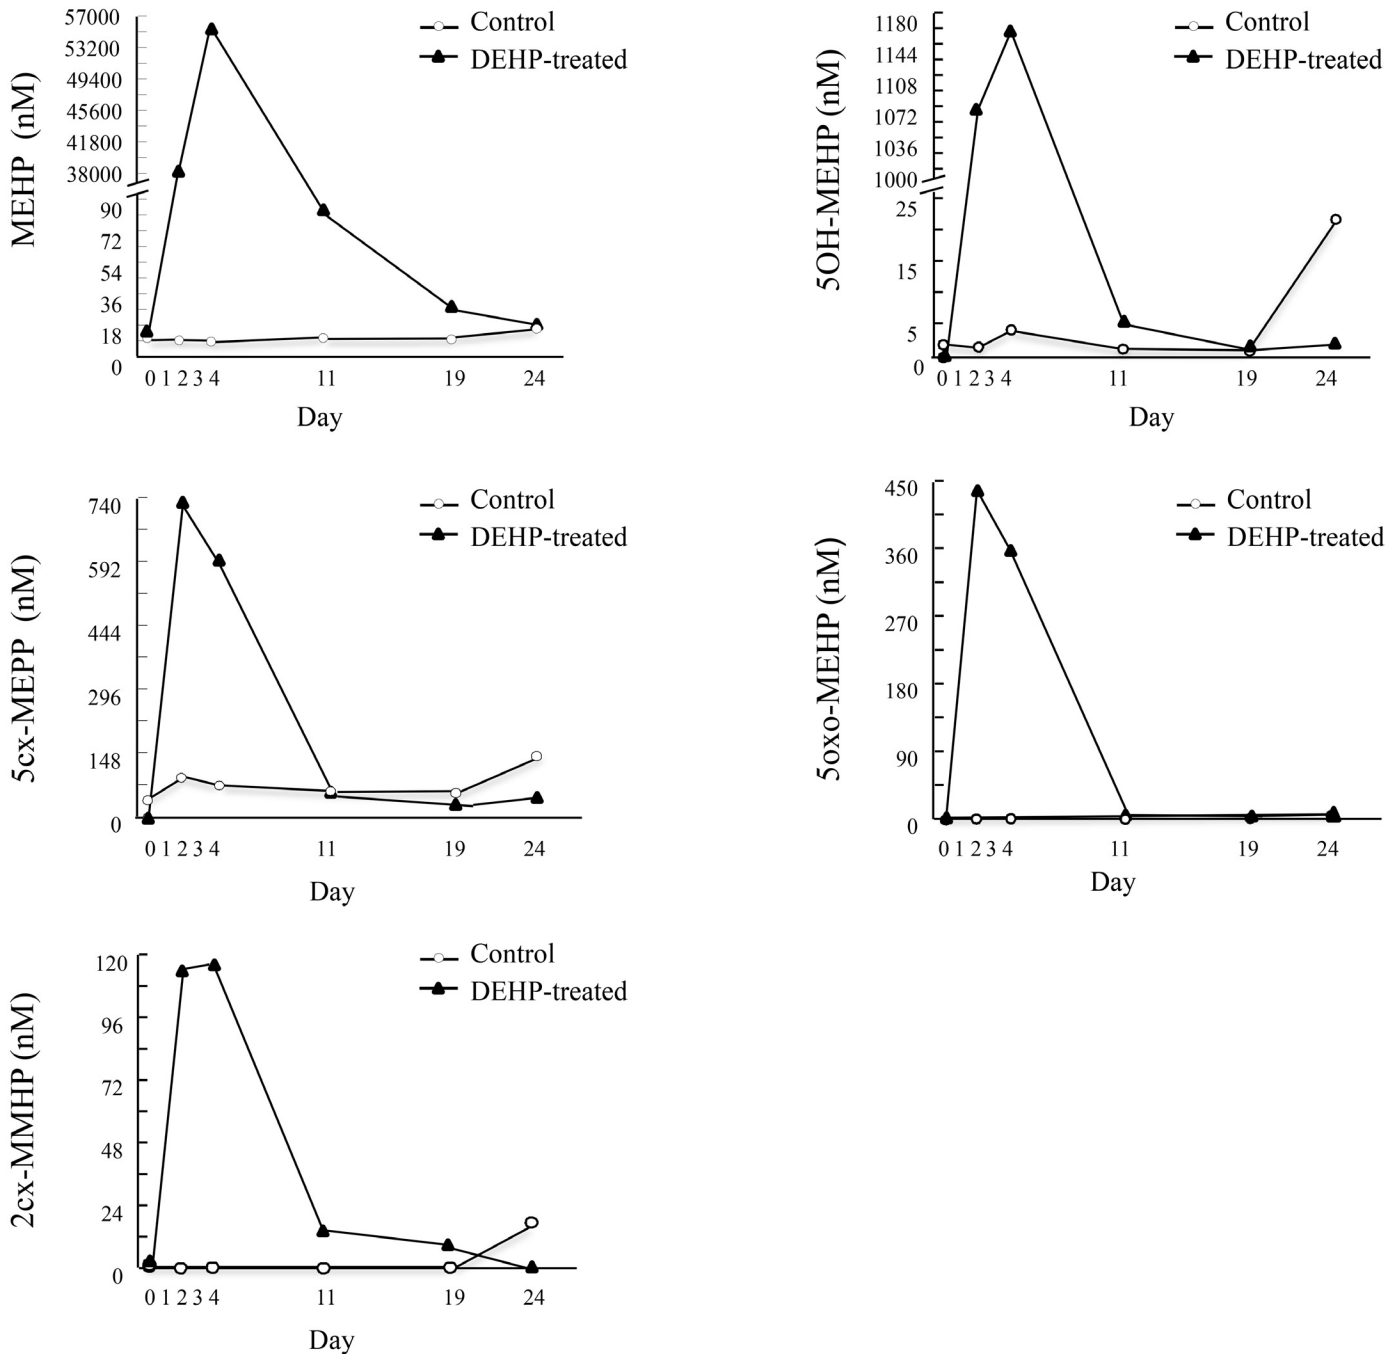 MEHP (nM)
57000
53200
49400
45600
41800
38000
90
72
54
36
18
0
0 1 2 3 4 11 19 24
Day
Control
DEHP-treated
5OH-MEHP (nM)
1180
1144
1108
1072
1036
1000
25
15
5
0
0 1 2 3 4 11 19 24
Day
Control
DEHP-treated
5cx-MEPP (nM)
740
592
444
296
148
0
0 1 2 3 4 11 19 24
Day
Control
DEHP-treated
5oxo-MEHP (nM)
450
360
270
180
90
0
0 1 2 3 4 11 19 24
Day
Control
DEHP-treated
2cx-MMHP (nM)
120
96
72
48
24
0
0 1 2 3 4 11 19 24
Day
Control
DEHP-treated